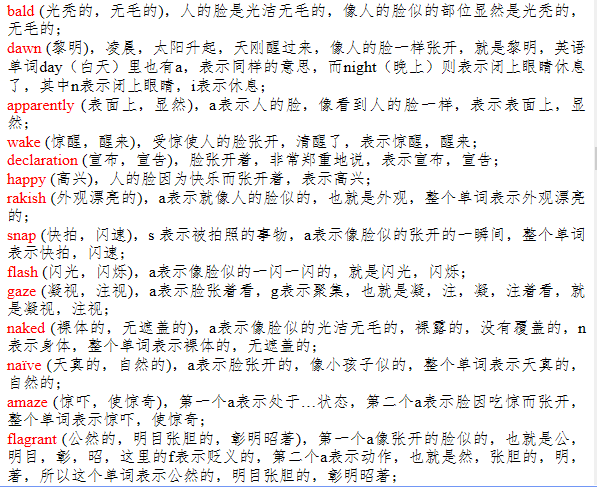 bald (光秃的，无毛的)，人的脸是光洁无毛的，像人的脸似的部位显然是光秃的，
无毛的；
dawn (黎明)，凌晨，太阳升起，天刚醒过来，像人的脸一样张开，就是黎明，英语
单词day（白天）里也有a，表示同样的意思，而night（晚上）则表示闭上眼睛休息
了，其中n表示闭上眼睛，i表示休息；
apparently (表面上，显然)，a表示人的脸，像看到人的脸一样，表示表面上，显
然；
wake (惊醒，醒来)，受惊使人的脸张开，清醒了，表示惊醒，醒来；
declaration (宣布，宣告)，脸张开着，非常郑重地说，表示宣布，宣告；
happy (高兴)，人的脸因为快乐而张开着，表示高兴；
rakish (外观漂亮的)，a表示就像人的脸似的，也就是外观，整个单词表示外观漂亮
的；
snap (快拍，闪速)，s 表示被拍照的事物，a表示像脸似的张开的一瞬间，整个单词
表示快拍，闪速；
flash (闪光，闪烁)，a表示像脸似的一闪一闪的，就是闪光，闪烁；
gaze (凝视，注视)，a表示脸张着看，g表示聚集，也就是凝，注，凝，注着看，就
是凝视，注视；
naked (裸体的，无遮盖的)，a表示像脸似的光洁无毛的，裸露的，没有覆盖的，n
表示身体，整个单词表示裸体的，无遮盖的；
naïve (天真的，自然的)，a表示脸张开的，像小孩子似的，整个单词表示天真的，
自然的；
amaze (惊吓，使惊奇)，第一个a表示处于…状态，第二个a表示脸因吃惊而张开，
整个单词表示惊吓，使惊奇；
flagrant (公然的，明目张胆的，彰明昭著)，第一个a像张开的脸似的，也就是公，
明目，彰，昭，这里的f表示贬义的，第二个a表示动作，也就是然，张胆的，明，
著，所以这个单词表示公然的，明目张胆的，彰明昭著；